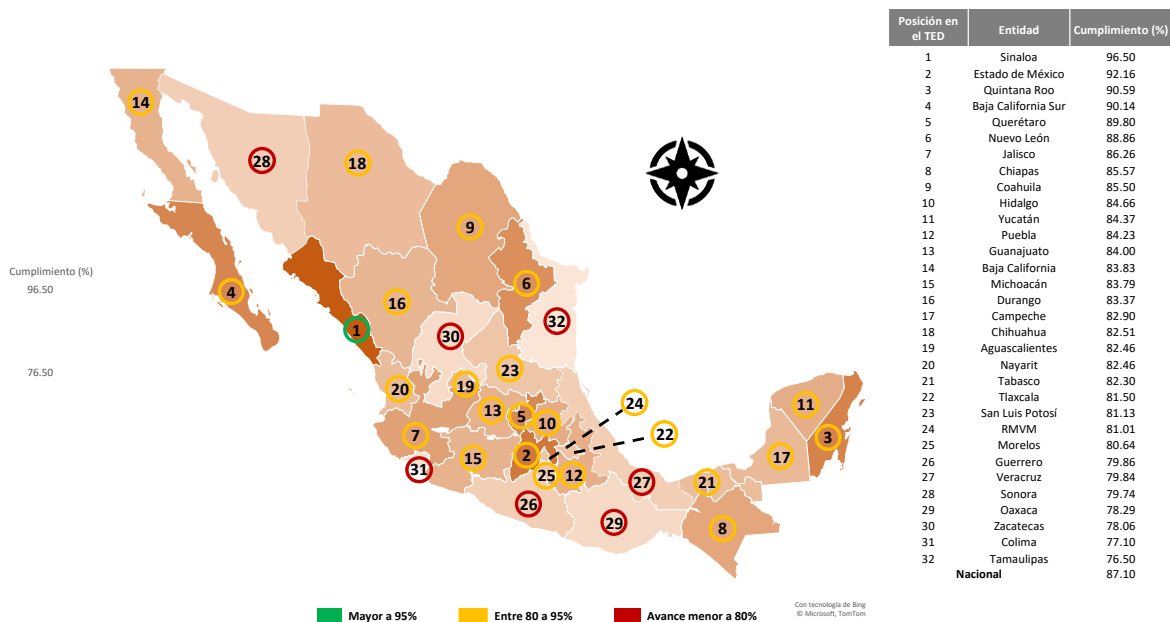 Posición en el TED Entidad Cumplimiento (%)
1 Sinaloa 96.50
2 Estado de México 92.16
3 Quintana Roo 90.59
4 Baja California Sur 90.14
5 Querétaro 89.80
6 Nuevo León 88.86
7 Jalisco 86.26
8 Chiapas 85.57
9 Coahuila 85.50
10 Hidalgo 84.66
11 Yucatán 84.37
12 Puebla 84.23
13 Guanajuato 84.00
14 Baja California 83.83
15 Michoacán 83.79
16 Durango 83.37
17 Campeche 82.90
18 Chihuahua 82.51
19 Aguascalientes 82.46
20 Nayarit 82.46
21 Tabasco 82.30
22 Tlaxcala 81.50
23 San Luis Potosí 81.13
24 RMVM 81.01
25 Morelos 80.64
26 Guerrero 79.86
27 Veracruz 79.84
28 Sonora 79.74
29 Oaxaca 78.29
30 Zacatecas 78.06
31 Colima 77.10
32 Tamaulipas 76.50
Nacional 87.10
14
28
18
9
6
4
16
1
30
32
23
20
19
24
13
5
10
11
7
22
3
2
15
31
25
12
17
27
21
26
29
8
Cumplimiento (%)
96.50
76.50
Mayor a 95%
Entre 80 a 95%
Avance menor a 80%
Con tecnología de Bing
© Microsoft, TomTom